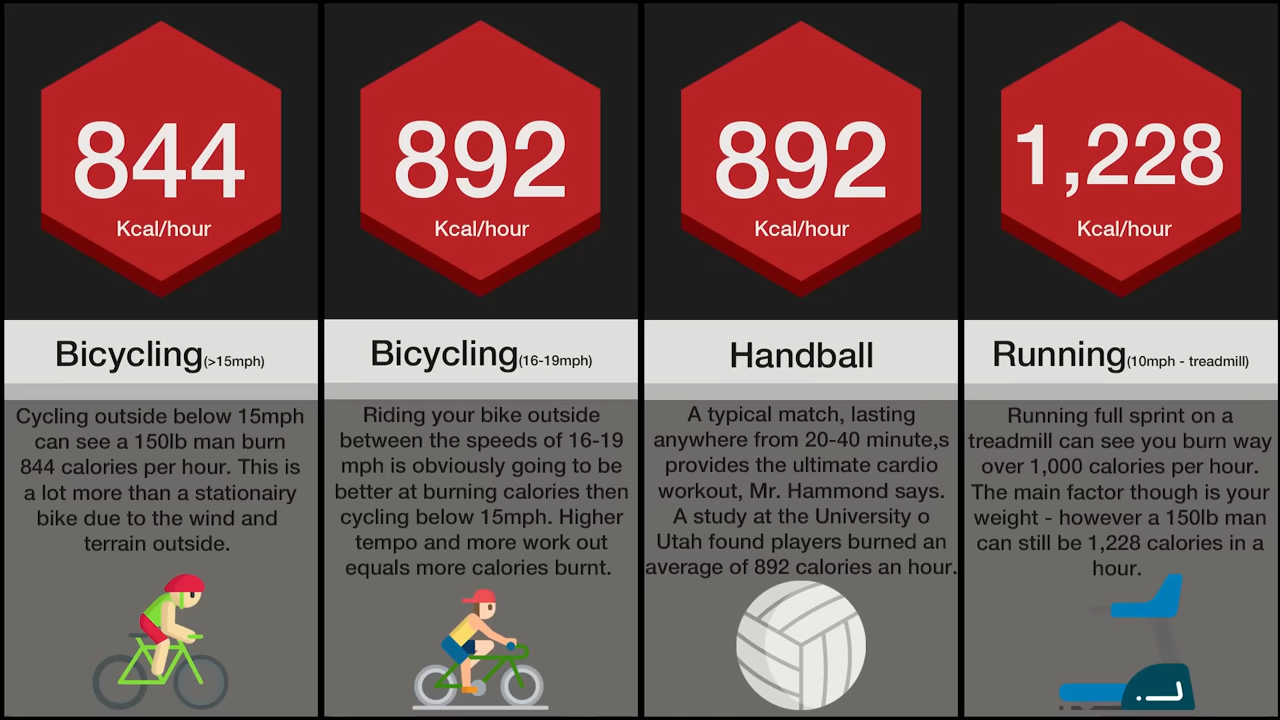 844
Kcal/hour
Bicycling(>15mph)
Cycling outside below 15mph
can see a 150lb man burn
844 calories per hour. This is
a lot more than a stationairy
bike due to the wind and
terrain outside.
892
Kcal/hour
Bicycling(16-19mph)
Riding your bike outside
between the speeds of 16-19
mph is obviously going to be
better at burning calories then
cycling below 15mph. Higher
tempo and more work out
equals more calories burnt.
892
Kcal/hour
Handball
A typical match, lasting
anywhere from 20-40 minute,s
provides the ultimate cardio
workout, Mr. Hammond says.
A study at the University o
Utah found players burned an
average of 892 calories an hour.
1,228
Kcal/hour
Running(10mph - treadmill)
Running full sprint on a
treadmill can see you burn way
over 1,000 calories per hour.
The main factor though is your
weight - however a 150lb man
can still be 1,228 calories in a
hour.